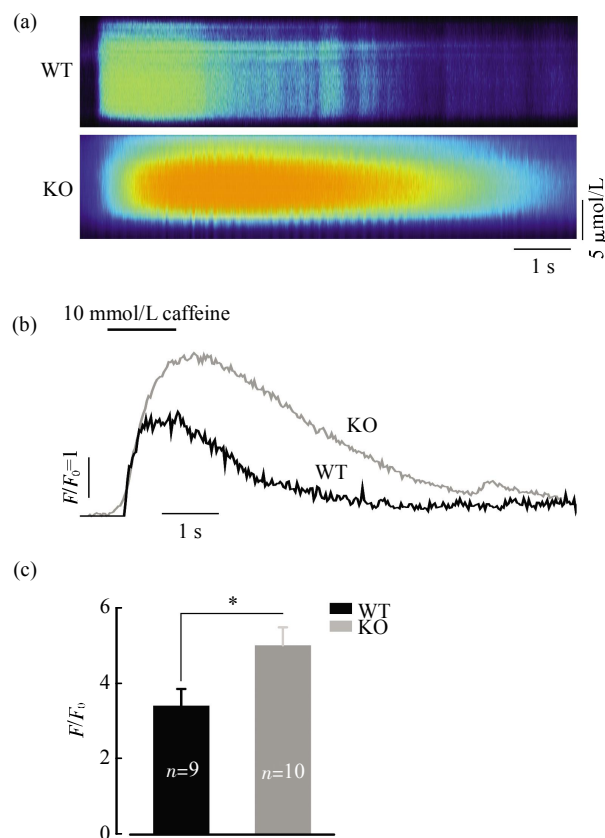 (a)
WT
KO
5 μmol/L
1 s
(b)
10 mmol/L caffeine
KO
WT
F/F₀=1
1 s
(c)
*
WT
KO
6
4
2
0
F/F₀
n=9
n=10